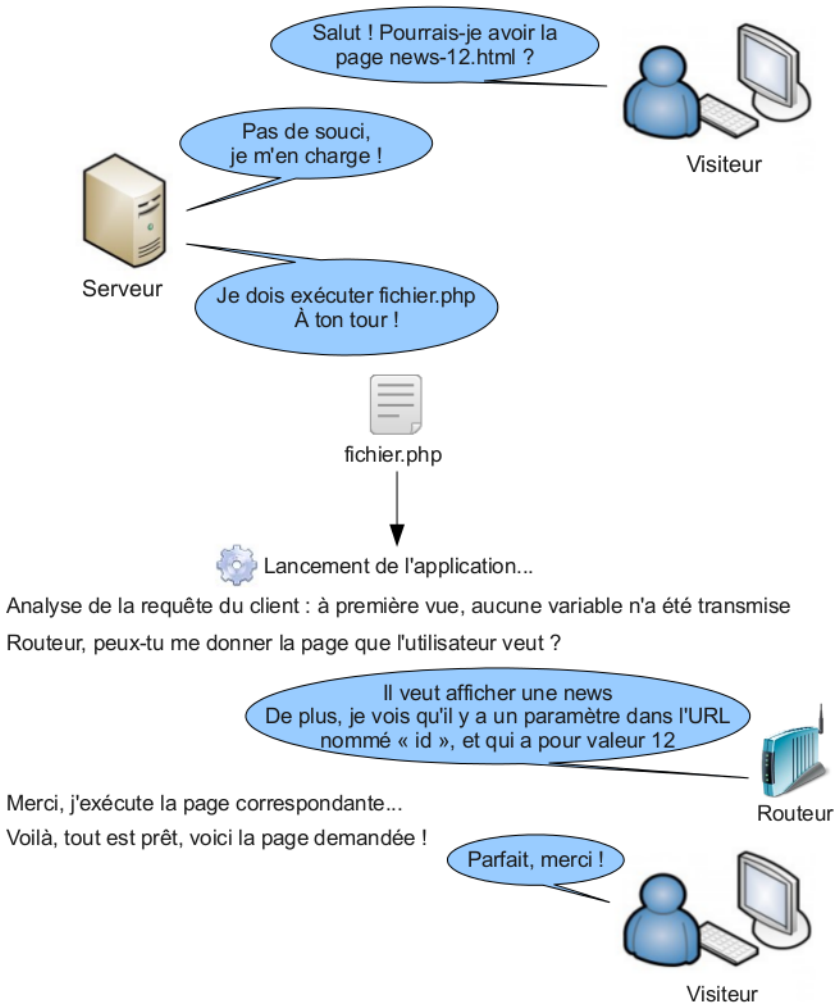 Salut ! Pourrais-je avoir la
page news-12.html ?
Visiteur
Pas de souci,
je m'en charge !
Serveur
Je dois exécuter fichier.php
À ton tour !
fichier.php
Lancement de l'application...
Analyse de la requête du client : à première vue, aucune variable n'a été transmise
Routeur, peux-tu me donner la page que l'utilisateur veut ?
Il veut afficher une news
De plus, je vois qu'il y a un paramètre dans l'URL
nommé « id », et qui a pour valeur 12
Routeur
Merci, j'exécute la page correspondante...
Voilà, tout est prêt, voici la page demandée !
Parfait, merci !
Visiteur